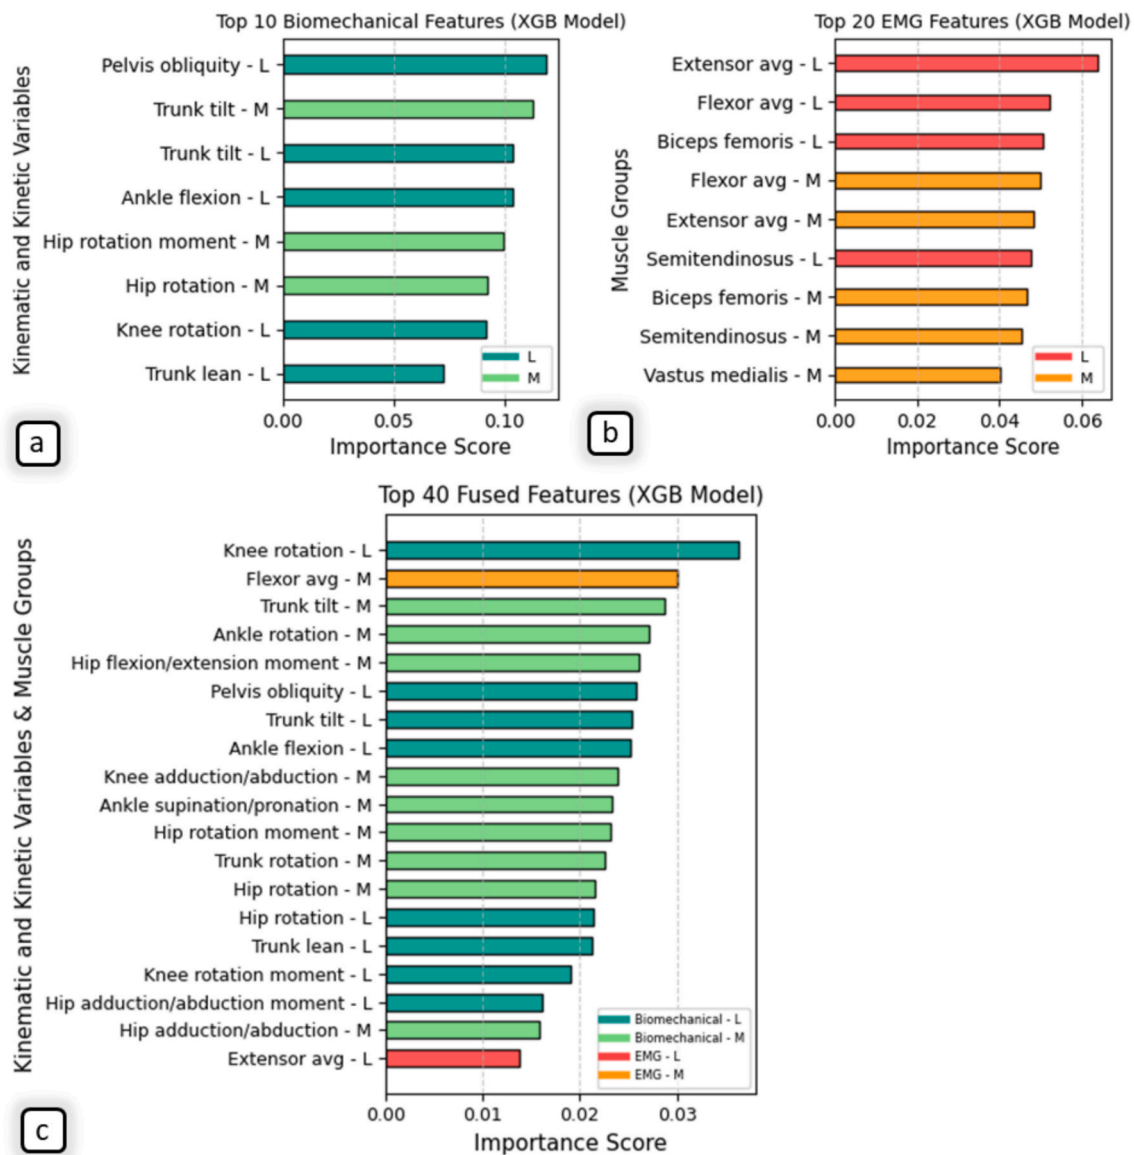 Top 10 Biomechanical Features (XGB Model)
Kinematic and Kinetic Variables
Pelvis obliquity - L
Trunk tilt - M
Trunk tilt - L
Ankle flexion - L
Hip rotation moment - M
Hip rotation - M
Knee rotation - L
Trunk lean - L
L
M
0.00 0.05 0.10
Importance Score
a
Top 20 EMG Features (XGB Model)
Muscle Groups
Extensor avg - L
Flexor avg - L
Biceps femoris - L
Flexor avg - M
Extensor avg - M
Semitendinosus - L
Biceps femoris - M
Semitendinosus - M
Vastus medialis - M
L
M
0.00 0.02 0.04 0.06
Importance Score
b
Top 40 Fused Features (XGB Model)
Kinematic and Kinetic Variables & Muscle Groups
Knee rotation - L
Flexor avg - M
Trunk tilt - M
Ankle rotation - M
Hip flexion/extension moment - M
Pelvis obliquity - L
Trunk tilt - L
Ankle flexion - L
Knee adduction/abduction - M
Ankle supination/pronation - M
Hip rotation moment - M
Trunk rotation - M
Hip rotation - M
Hip rotation - L
Trunk lean - L
Knee rotation moment - L
Hip adduction/abduction moment - L
Hip adduction/abduction - M
Extensor avg - L
Biomechanical - L
Biomechanical - M
EMG - L
EMG - M
0.00 0.01 0.02 0.03
Importance Score
c